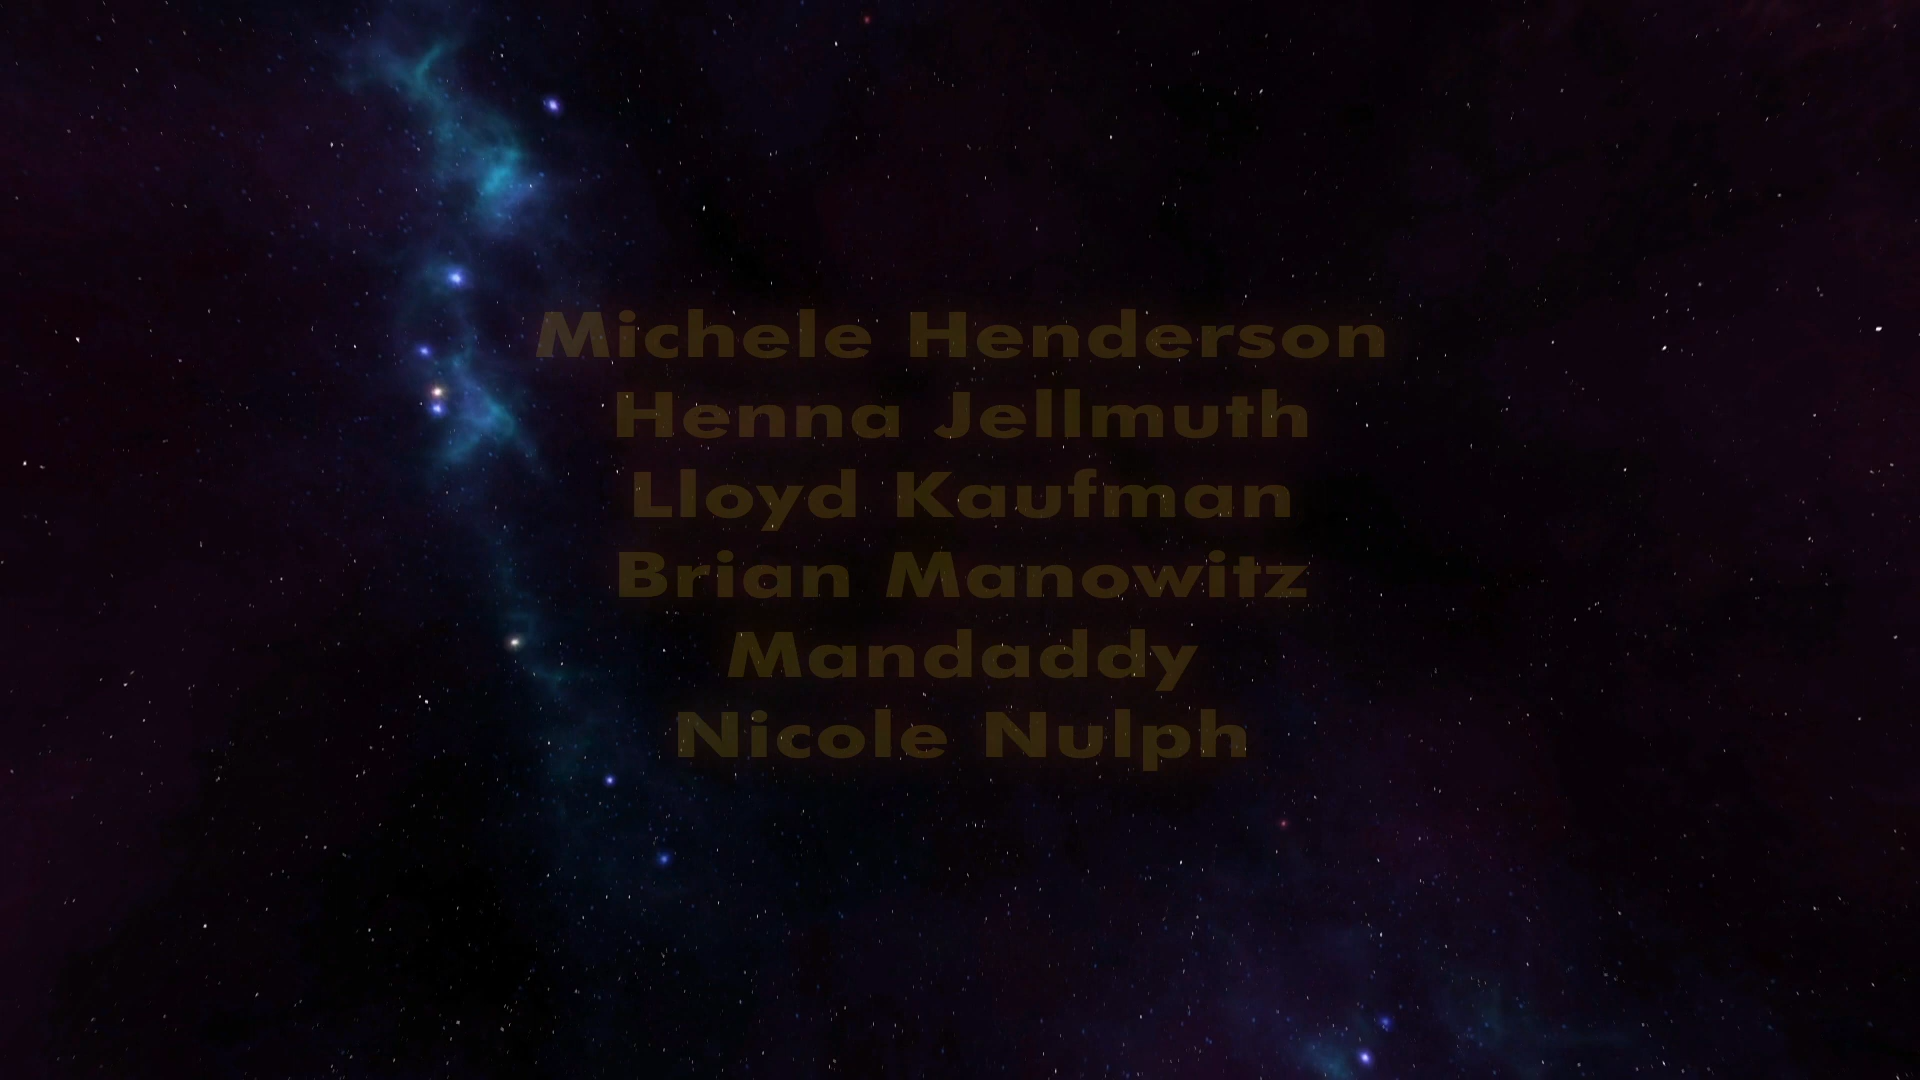 Michele Henderson
Henna Jellmuth
Lloyd Kaufman
Brian Manowitz
Mandaddy
Nicole Nulph